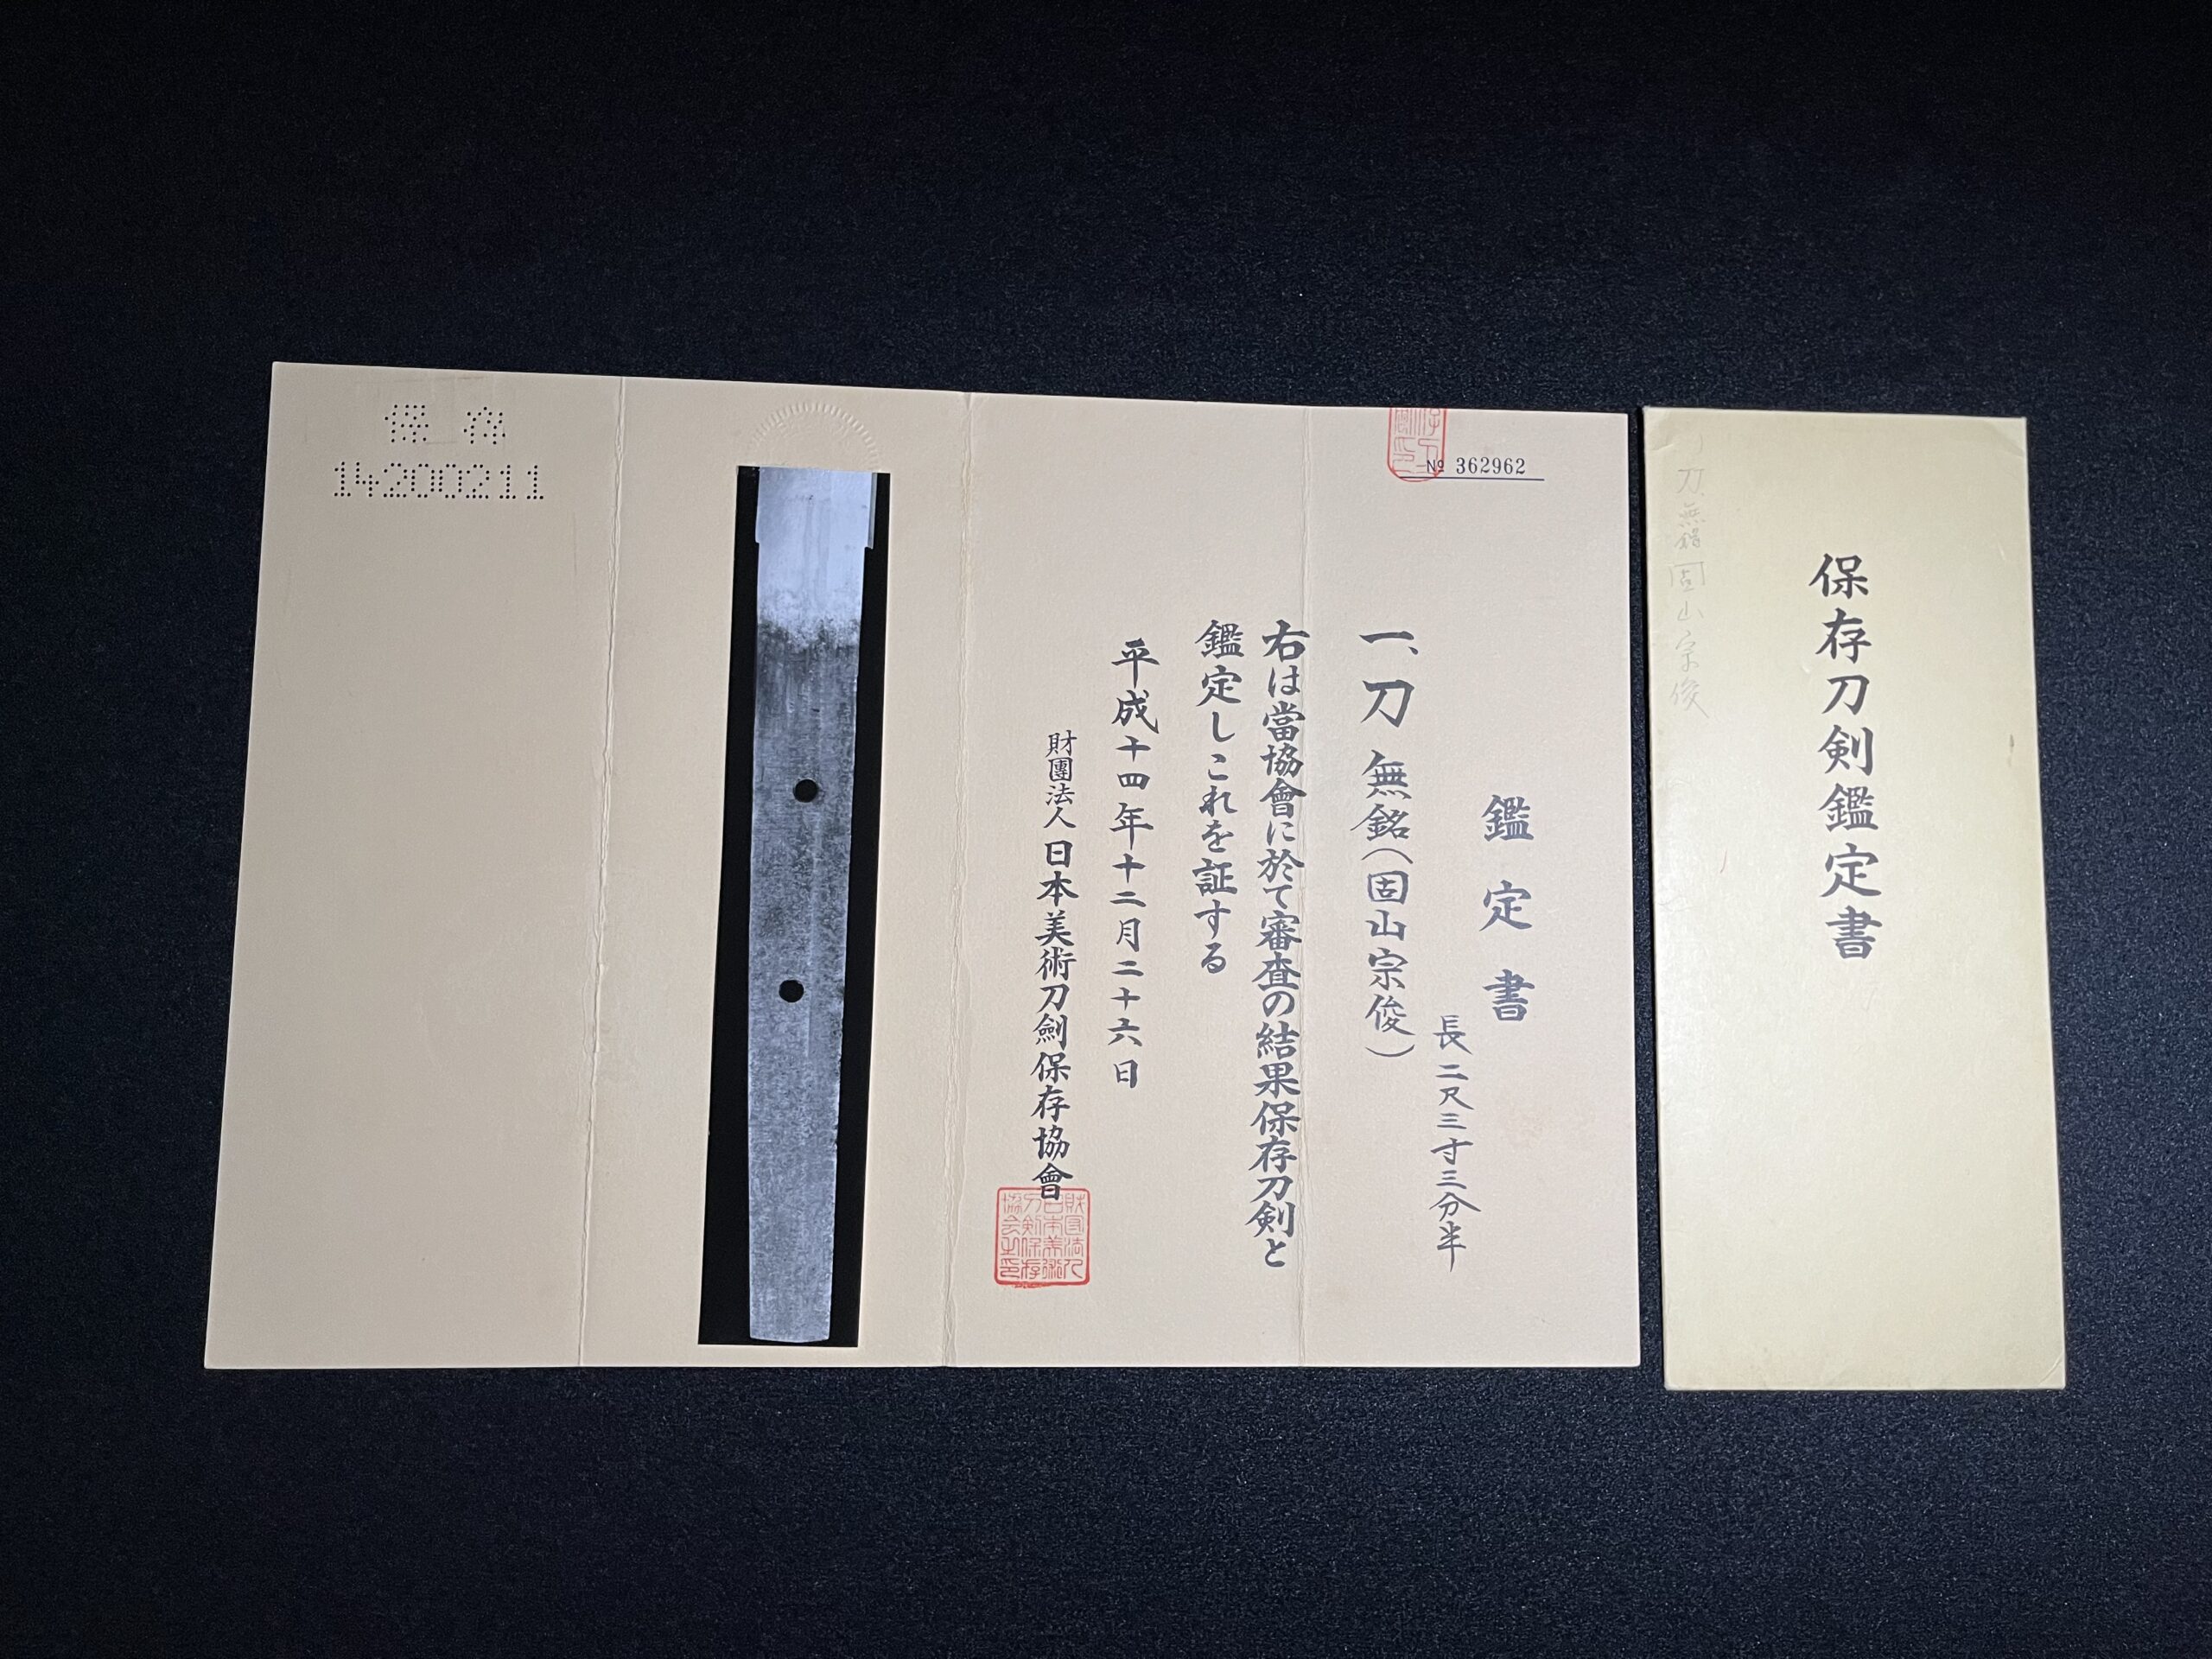 保存刀剣鑑定書
刀 無銘 固山宗俊
No 362962
鑑定書
長二尺三寸三分半
一、刀 無銘(固山宗俊)
右は當協會に於て審査の結果保存刀剣と
鑑定しこれを証する
平成十四年十二月二十六日
財團法人 日本美術刀劍保存協會
保存
14200211